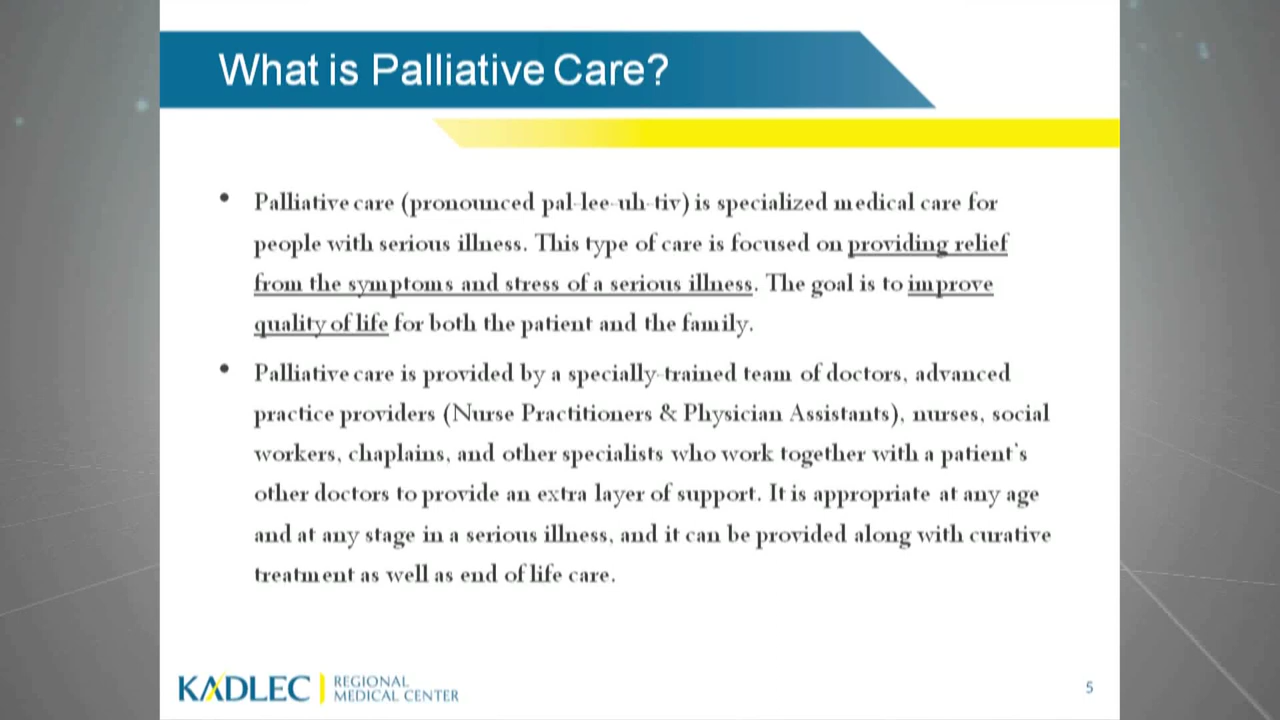 What is Palliative Care?
• Palliative care (pronounced pal-lee-uh-tiv) is specialized medical care for
people with serious illness. This type of care is focused on providing relief
from the symptoms and stress of a serious illness. The goal is to improve
quality of life for both the patient and the family.
• Palliative care is provided by a specially-trained team of doctors, advanced
practice providers (Nurse Practitioners & Physician Assistants), nurses, social
workers, chaplains, and other specialists who work together with a patient's
other doctors to provide an extra layer of support. It is appropriate at any age
and at any stage in a serious illness, and it can be provided along with curative
treatment as well as end of life care.
KADLEC REGIONAL
MEDICAL CENTER
5